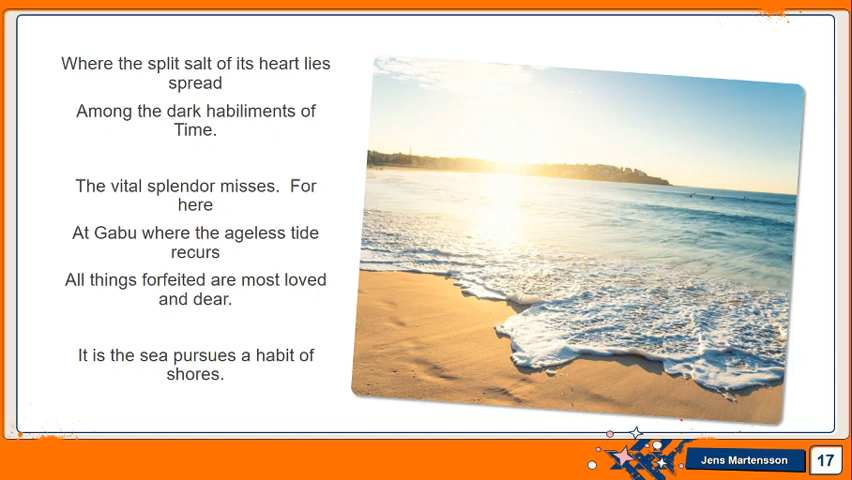 Where the split salt of its heart lies
spread
Among the dark habiliments of
Time.
The vital splendor misses.  For
here
At Gabu where the ageless tide
recurs
All things forfeited are most loved
and dear.
It is the sea pursues a habit of
shores.
Jens Martensson
17